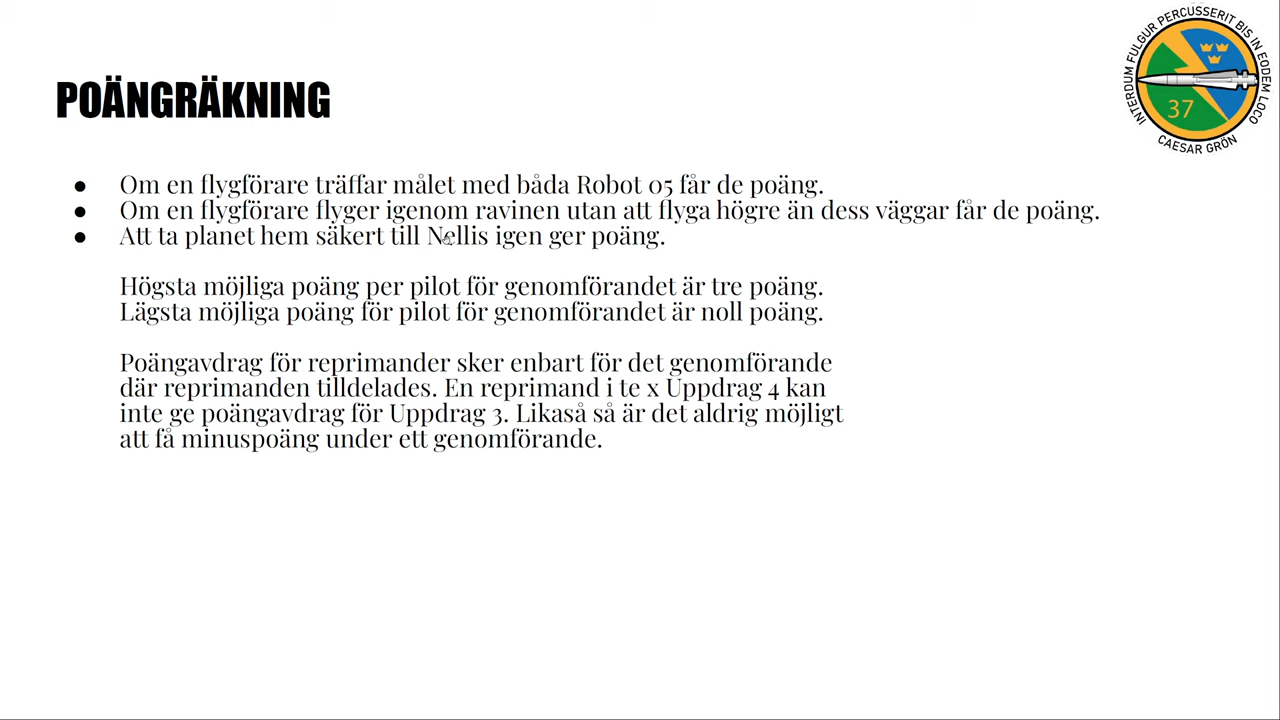 POÄNGRÄKNING
INTERDUM FULGUR PERCUSSERIT BIS IN EODEM LOCO
37
CAESAR GRÖN
● Om en flygförare träffar målet med båda Robot 05 får de poäng.
● Om en flygförare flyger igenom ravinen utan att flyga högre än dess väggar får de poäng.
● Att ta planet hem säkert till Nellis igen ger poäng.
Högsta möjliga poäng per pilot för genomförandet är tre poäng.
Lägsta möjliga poäng för pilot för genomförandet är noll poäng.
Poängavdrag för reprimander sker enbart för det genomförande
där reprimanden tilldelades. En reprimand i te x Uppdrag 4 kan
inte ge poängavdrag för Uppdrag 3. Likaså så är det aldrig möjligt
att få minuspoäng under ett genomförande.